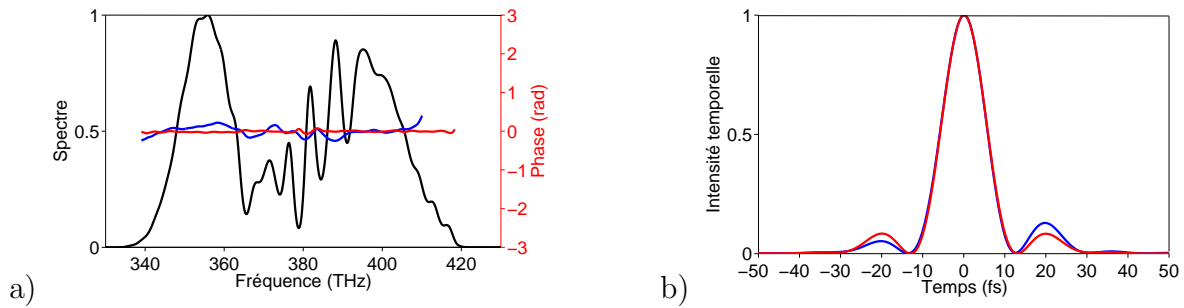 1
0.5
0
Spectre
340
360
380
400
420
Fréquence (THz)
3
2
1
0
−1
−2
−3
Phase (rad)
a)
1
0.5
0
Intensité temporelle
−50 −40 −30 −20 −10 0 10 20 30 40 50
Temps (fs)
b)